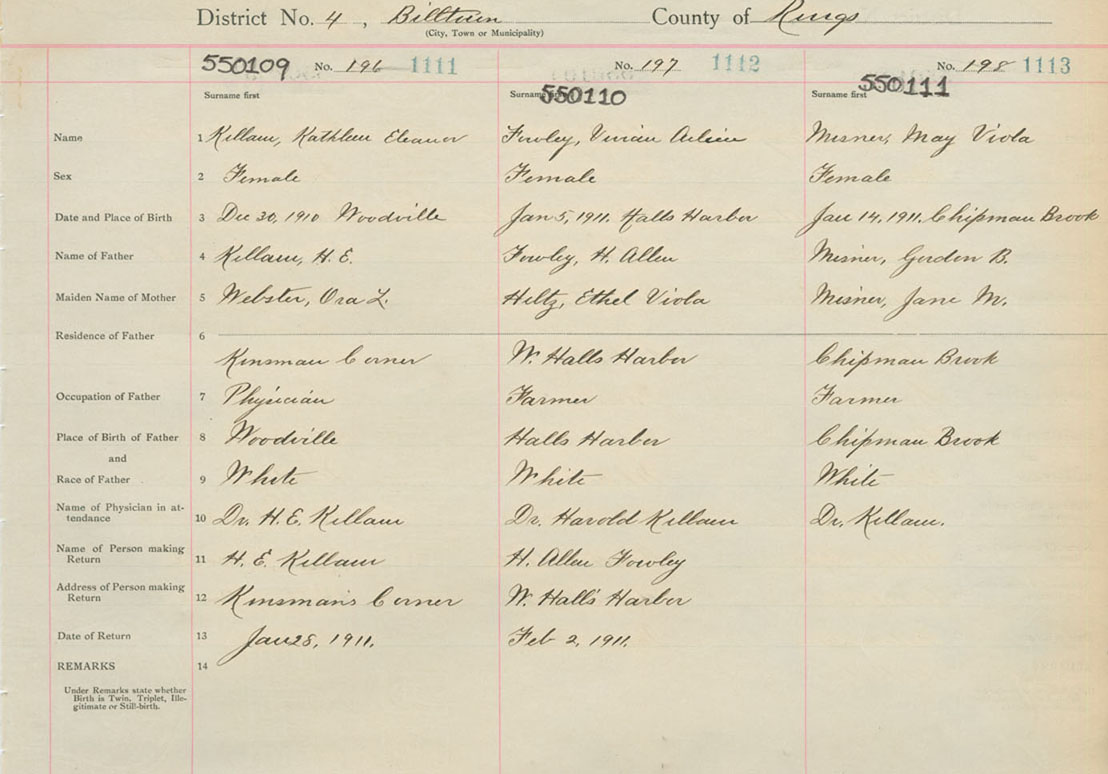 District No. 4, Billtown County of Kings
(City, Town or Municipality)
550109 No. 196 1111 No. 197 1112 No. 198 1113
Surname first Surname first 550110 Surname first 550111
Name 1 Killam, Kathleen Eleanor Fowley, Vivian Misner, May Viola
Sex 2 Female Female Female
Date and Place of Birth 3 Dec 30, 1910 Woodville Jan 5, 1911. Halls Harbor Jan 14, 1911. Chipman Brook
Name of Father 4 Killam, H. E. Fowley, H. Allen Misner, Gordon B.
Maiden Name of Mother 5 Webster, Ora L. Hiltz, Ethel Viola Misner, Jane M.
Residence of Father 6
Kinsman Corner W. Halls Harbor Chipman Brook
Occupation of Father 7 Physician Farmer Farmer
Place of Birth of Father 8 Woodville Halls Harbor Chipman Brook
and
Race of Father 9 White White White
Name of Physician in at-
tendance 10 Dr. H. E. Killam Dr. Harold Killam Dr. Killam.
Name of Person making
Return 11 H. E. Killam H. Allen Fowley
Address of Person making
Return 12 Kinsman's Corner W. Hall's Harbor
Date of Return 13 Jan 28, 1911. Feb 2, 1911.
REMARKS 14
Under Remarks state whether
Birth is Twin, Triplet, Ille-
gitimate or Still-birth.